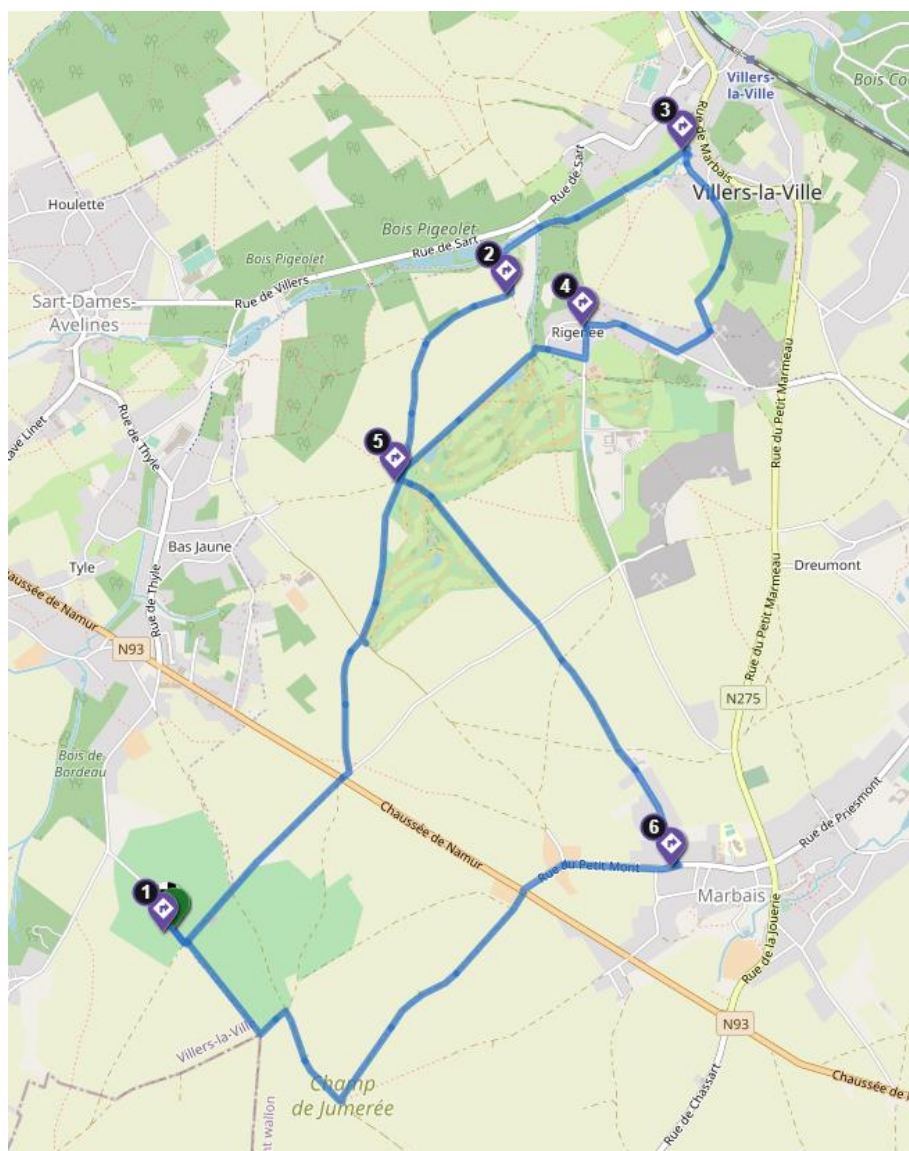 3
Villers-
la-Ville
Bois Co
Rue de Marbais
Rue de Sart
Villers-la-Ville
Houlette
Bois Pigeolet
Rue de Sart
Bois Pigeolet
2
Rue de Villers
4
Sart-Dames-
Avelines
Rigenée
Rue du Petit Marmeau
ave Linet
Rue de Thyle
5
Bas Jaune
Tyle
Dreumont
Rue de Thyle
Chaussée de Namur
N93
Rue du Petit Marmeau
N275
Bois de
Bordeau
Chaussée de Namur
6
Rue de Priesmont
Rue du Petit Mont
Marbais
1
Rue de la Jouerie
N93
Villers-la-Vill
Champ
de Jumerée
Chaussée de
Rue de Chassart
nt wallon